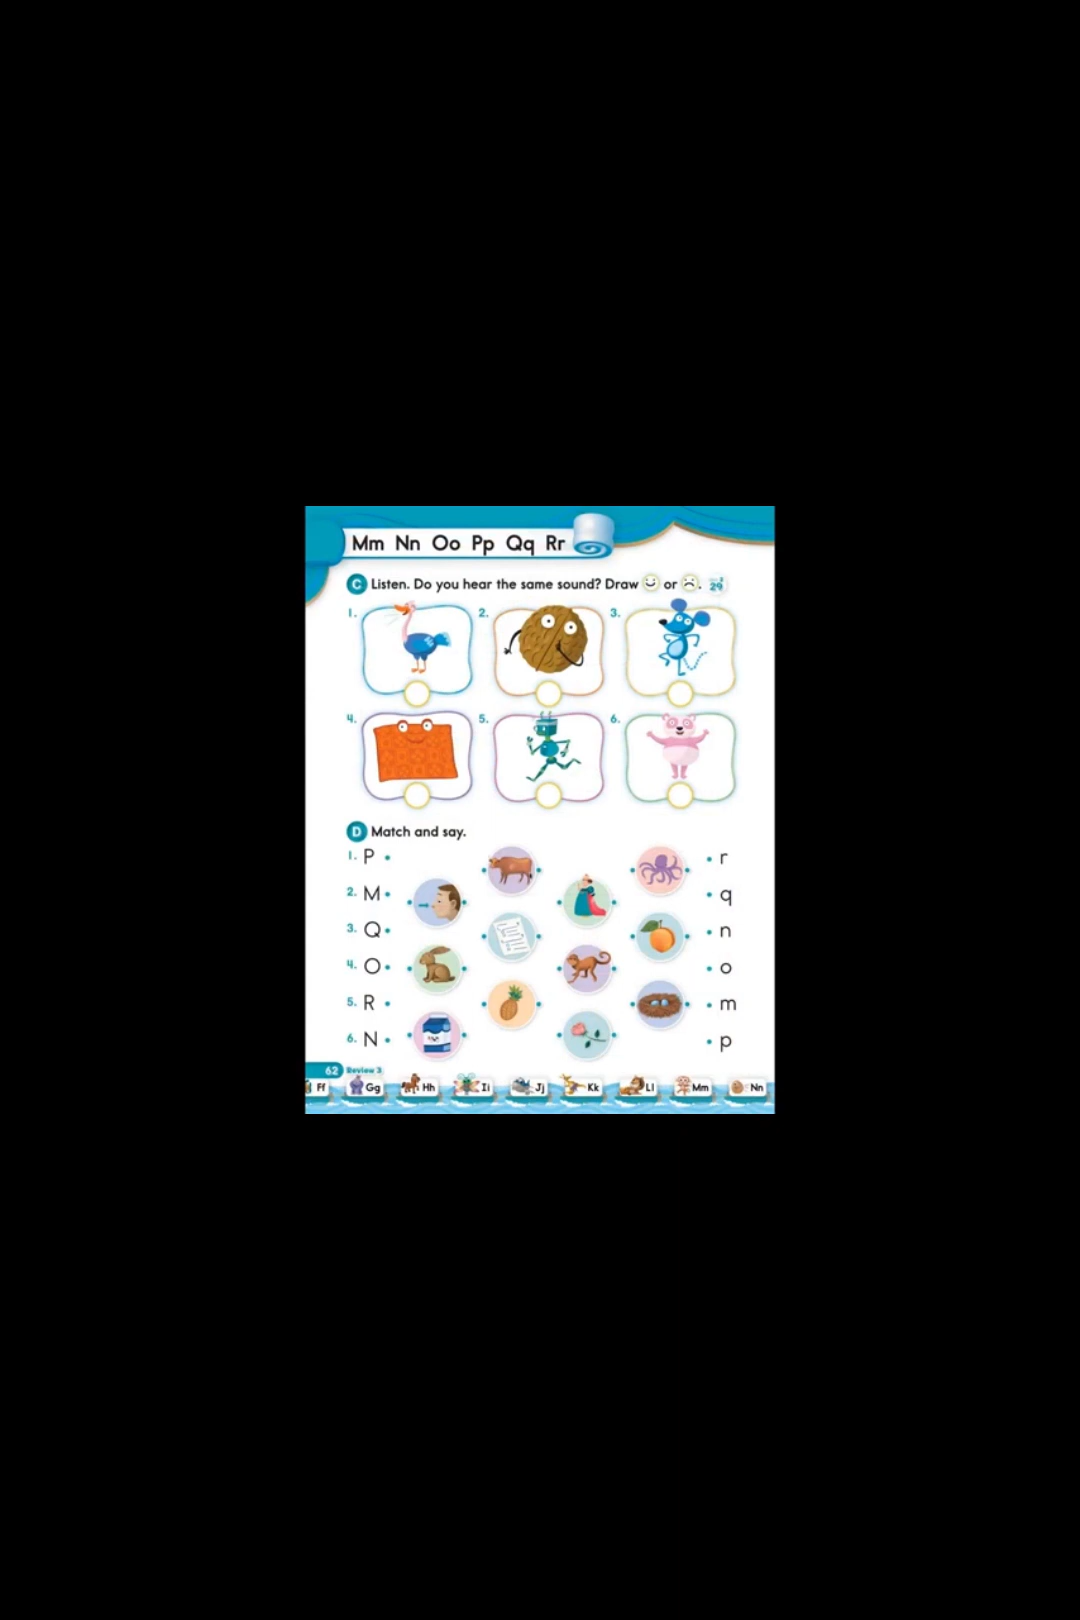 Mm Nn Oo Pp Qq Rr
C Listen. Do you hear the same sound? Draw or .
29
1. 2. 3.
4. 5. 6.
D Match and say.
1. P r
2. M q
3. Q n
4. O o
5. R m
6. N p
62 Review 3
Ff Gg Hh Ii Jj Kk Ll Mm Nn